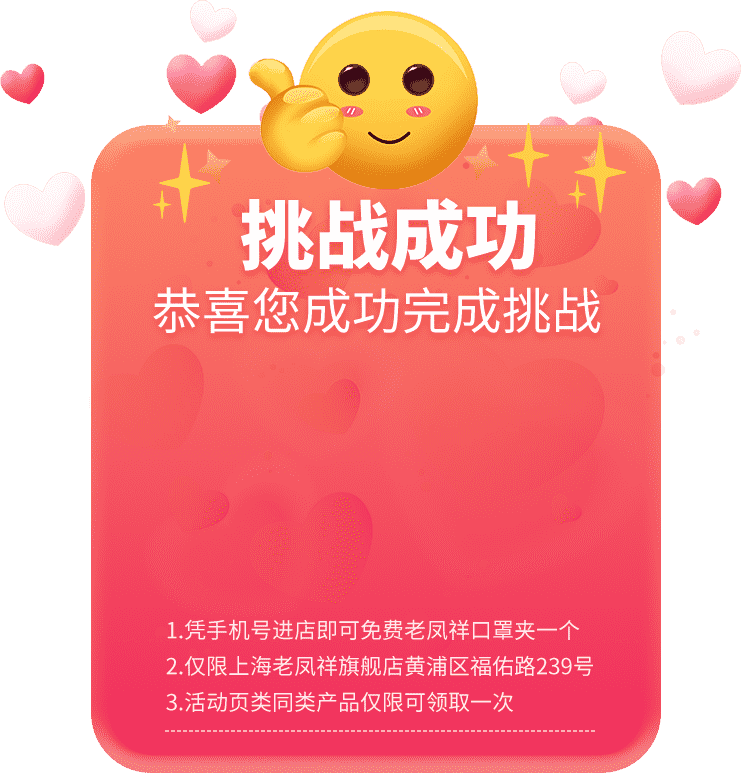 挑战成功
恭喜您成功完成挑战
1.凭手机号进店即可免费老凤祥口罩夹一个
2.仅限上海老凤祥旗舰店黄浦区福佑路239号
3.活动页类同类产品仅限可领取一次